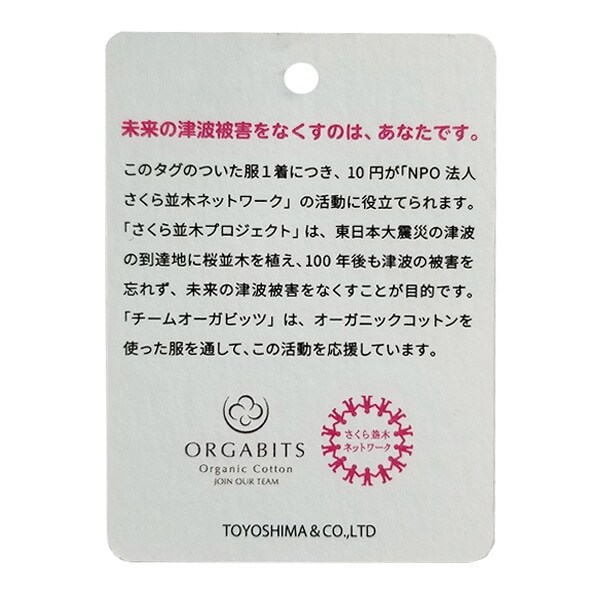 未来の津波被害をなくすのは、あなたです。
このタグのついた服１着につき、10円が「NPO 法人
さくら並木ネットワーク」の活動に役立てられます。
「さくら並木プロジェクト」は、東日本大震災の津波
の到達地に桜並木を植え、100 年後も津波の被害を
忘れず、未来の津波被害をなくすことが目的です。
「チームオーガビッツ」は、オーガニックコットンを
使った服を通して、この活動を応援しています。
ORGABITS
Organic Cotton
JOIN OUR TEAM
さくら並木
ネットワーク
TOYOSHIMA & CO.,LTD